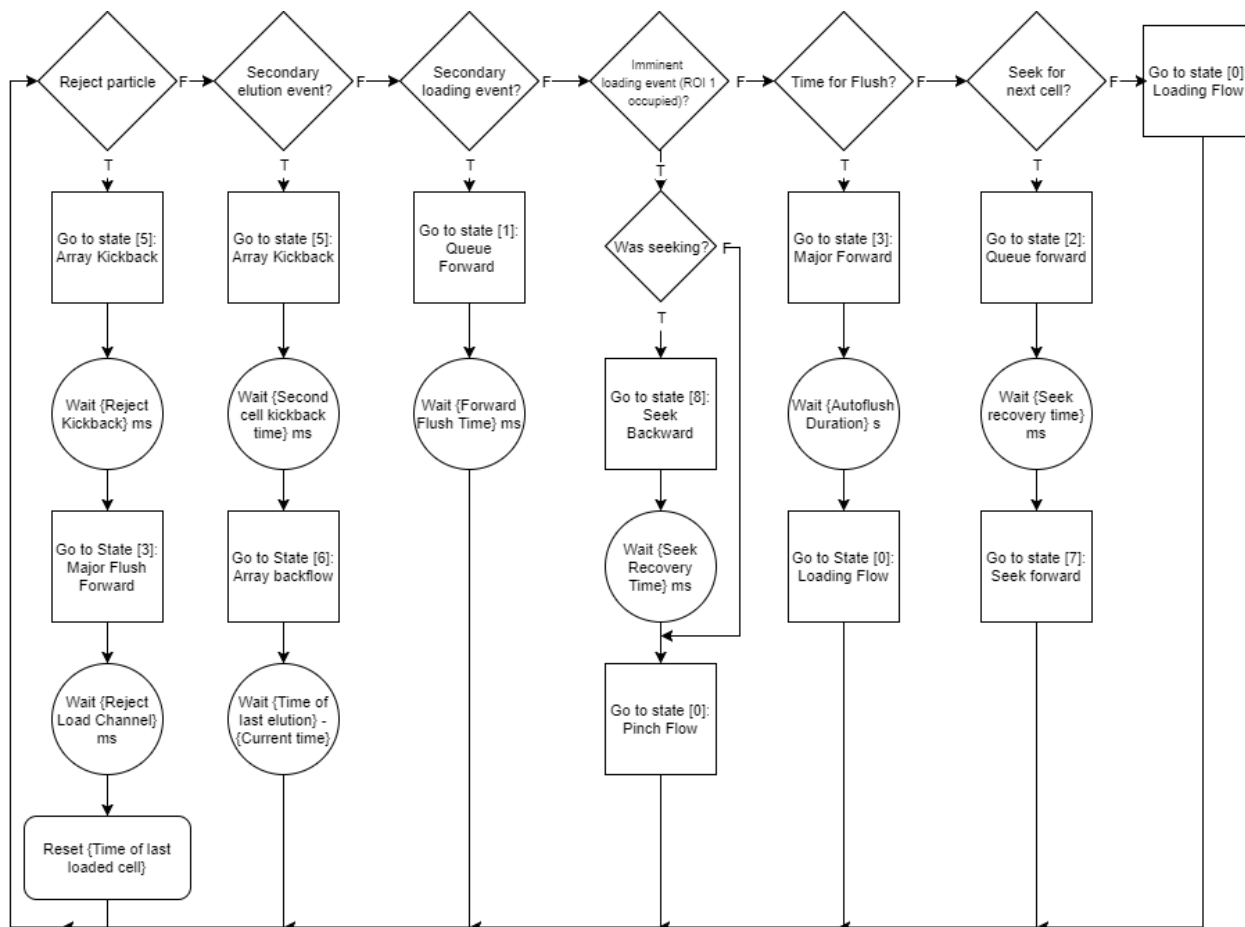 Reject particle
F
Secondary
elution event?
F
Secondary
loading event?
F
Imminent
loading event (ROI 1
occupied)?
F
Time for Flush?
F
Seek for
next cell?
F
Go to state [0]:
Loading Flow
T
T
T
T
T
T
Go to state [5]:
Array Kickback
Go to state [5]:
Array Kickback
Go to state [1]:
Queue
Forward
Was seeking?
F
T
Go to state [3]:
Major Forward
Go to state [2]:
Queue forward
Wait {Reject
Kickback} ms
Wait {Second
cell kickback
time} ms
Wait {Forward
Flush Time} ms
Go to state [8]:
Seek
Backward
Wait {Autoflush
Duration} s
Wait {Seek
recovery time}
ms
Go to State [3]:
Major Flush
Forward
Go to State [6]:
Array backflow
Wait {Seek
Recovery
Time} ms
Go to State [0]:
Loading Flow
Go to state [7]:
Seek forward
Wait {Reject
Load Channel}
ms
Wait {Time of
last elution} -
{Current time}
Go to state [0]:
Pinch Flow
Reset {Time of last
loaded cell}